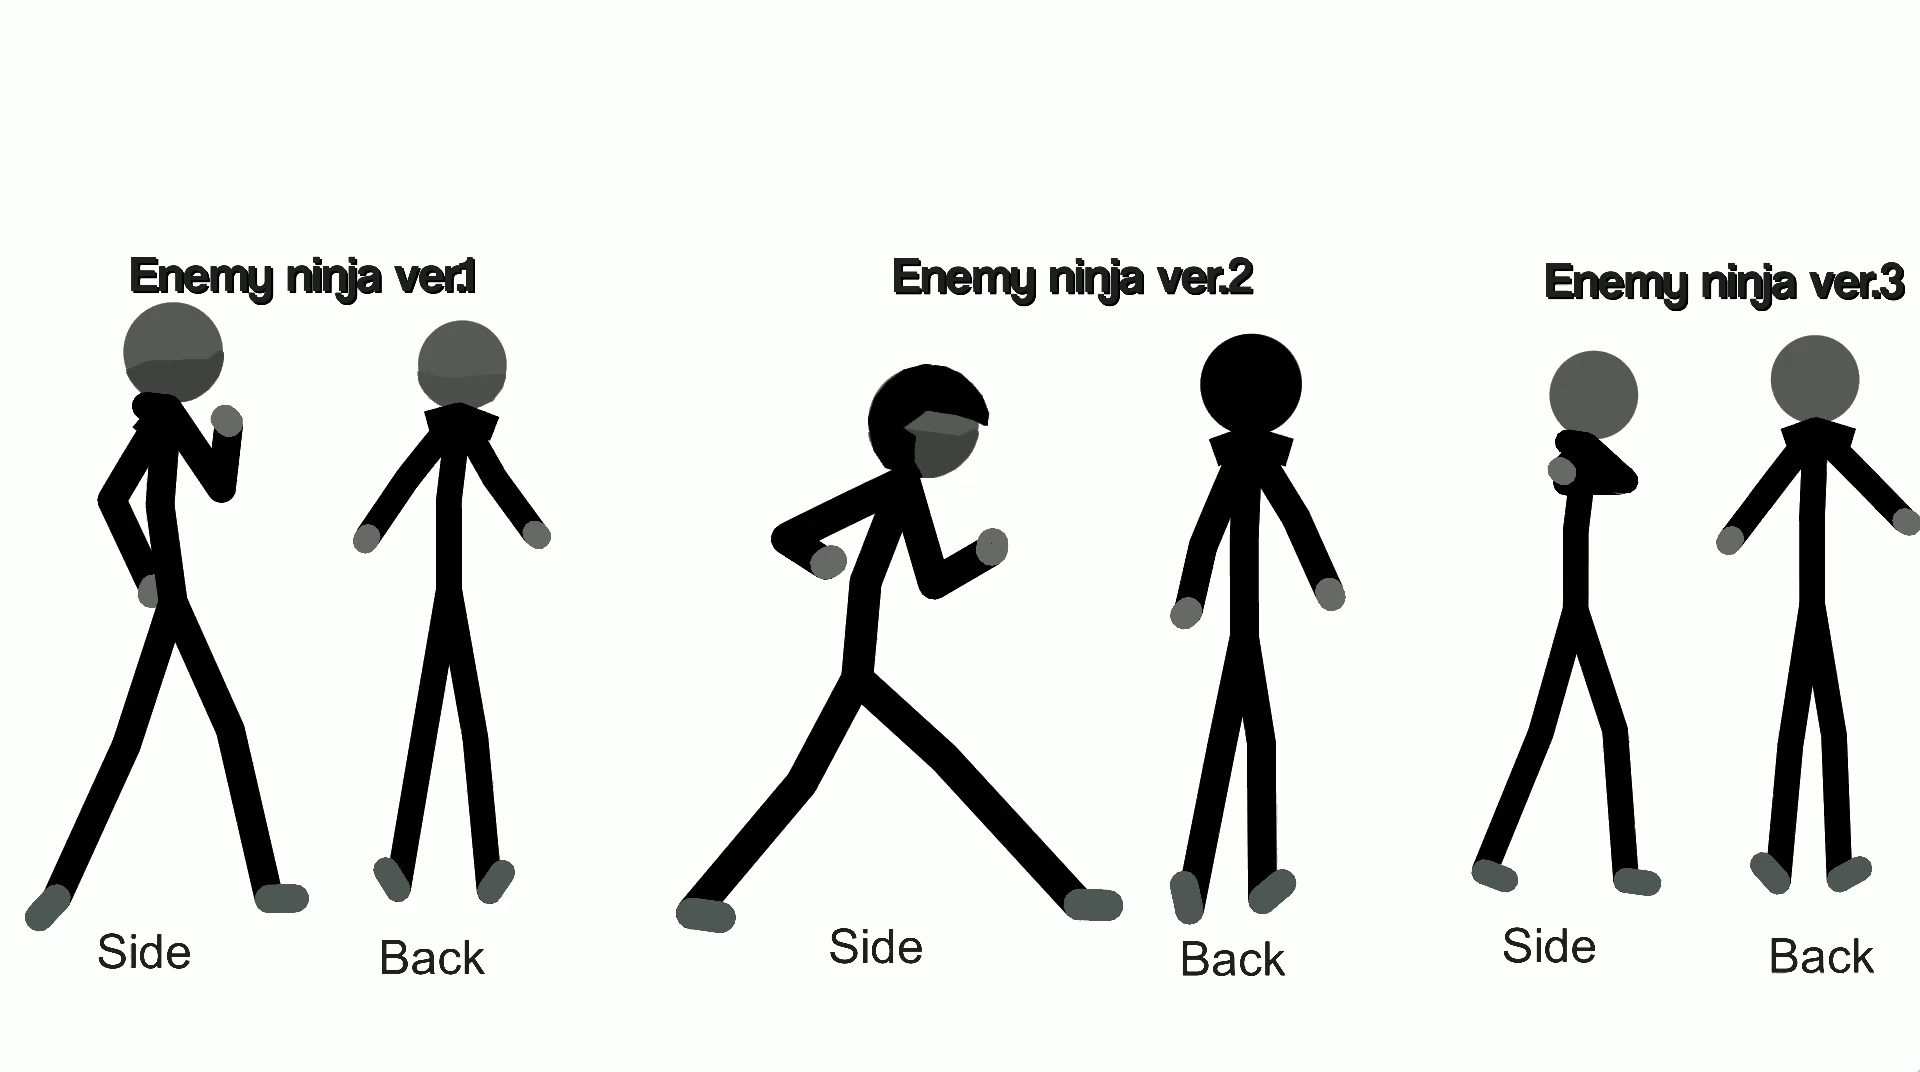 Enemy ninja ver.1
Enemy ninja ver.2
Enemy ninja ver.3
Side
Back
Side
Back
Side
Back